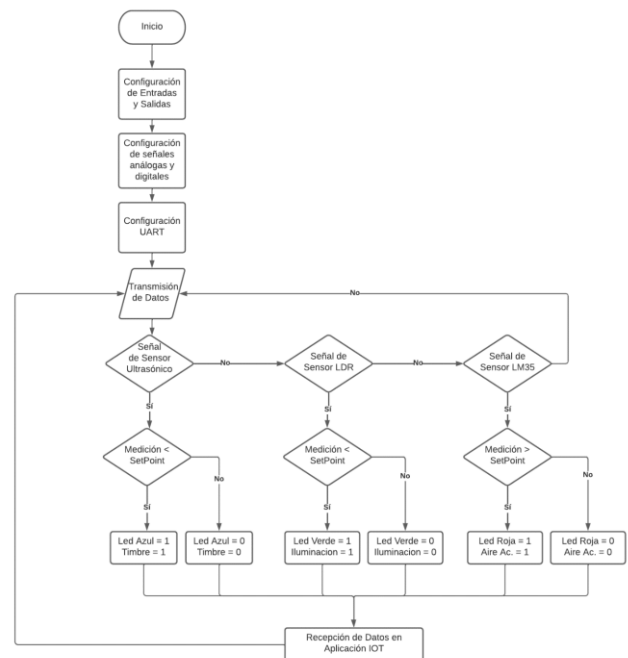 Inicio
Configuración
de Entradas
y Salidas
Configuración
de señales
análogas y
digitales
Configuración
UART
Transmisión
de Datos
No
Señal
de Sensor
Ultrasónico
No
Señal de
Sensor LDR
No
Señal de
Sensor LM35
Sí
Sí
Sí
Medición <
SetPoint
No
Medición <
SetPoint
No
Medición >
SetPoint
No
Sí
Sí
Sí
Led Azul = 1
Timbre = 1
Led Azul = 0
Timbre = 0
Led Verde = 1
Iluminacion = 1
Led Verde = 0
Iluminacion = 0
Led Roja = 1
Aire Ac. = 1
Led Roja = 0
Aire Ac. = 0
Recepción de Datos en
Aplicación IOT